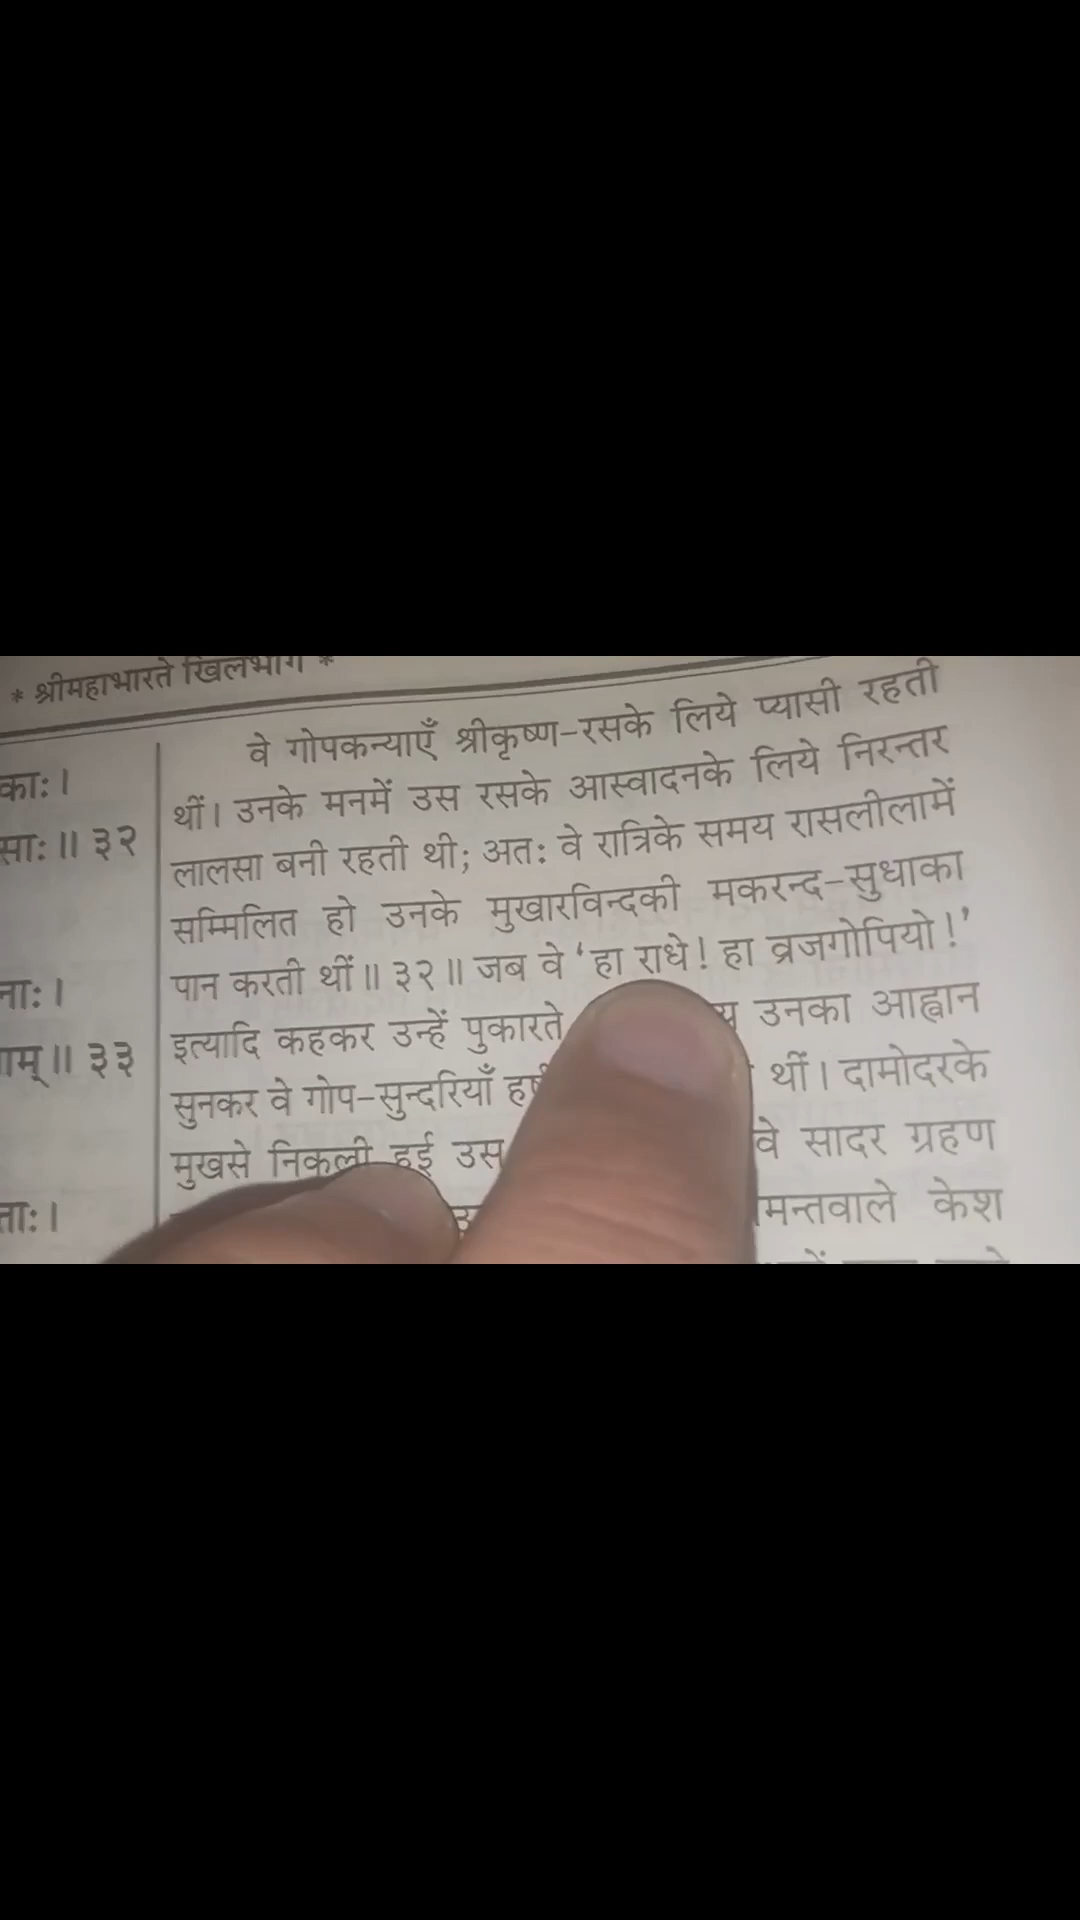 * श्रीमहाभारते खिलभागे *
काः।
साः॥ ३२
नाः।
ाम्॥ ३३
ताः।
वे गोपकन्याएँ श्रीकृष्ण-रसके लिये प्यासी रहती
थीं। उनके मनमें उस रसके आस्वादनके लिये निरन्तर
लालसा बनी रहती थी; अतः वे रात्रिके समय रासलीलामें
सम्मिलित हो उनके मुखारविन्दकी मकरन्द-सुधाका
पान करती थीं॥ ३२॥ जब वे ‘हा राधे! हा व्रजगोपियो!’
इत्यादि कहकर उन्हें पुकारते उनका आह्वान
सुनकर वे गोप-सुन्दरियाँ थीं। दामोदरके
मुखसे निकली हुई उस वे सादर ग्रहण
केश